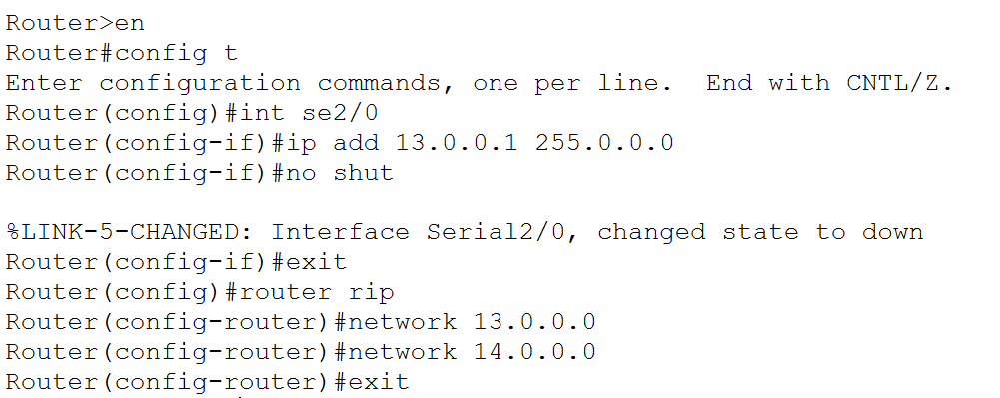 Router>en
Router#config t
Enter configuration commands, one per line.  End with CNTL/Z.
Router(config)#int se2/0
Router(config-if)#ip add 13.0.0.1 255.0.0.0
Router(config-if)#no shut
%LINK-5-CHANGED: Interface Serial2/0, changed state to down
Router(config-if)#exit
Router(config)#router rip
Router(config-router)#network 13.0.0.0
Router(config-router)#network 14.0.0.0
Router(config-router)#exit